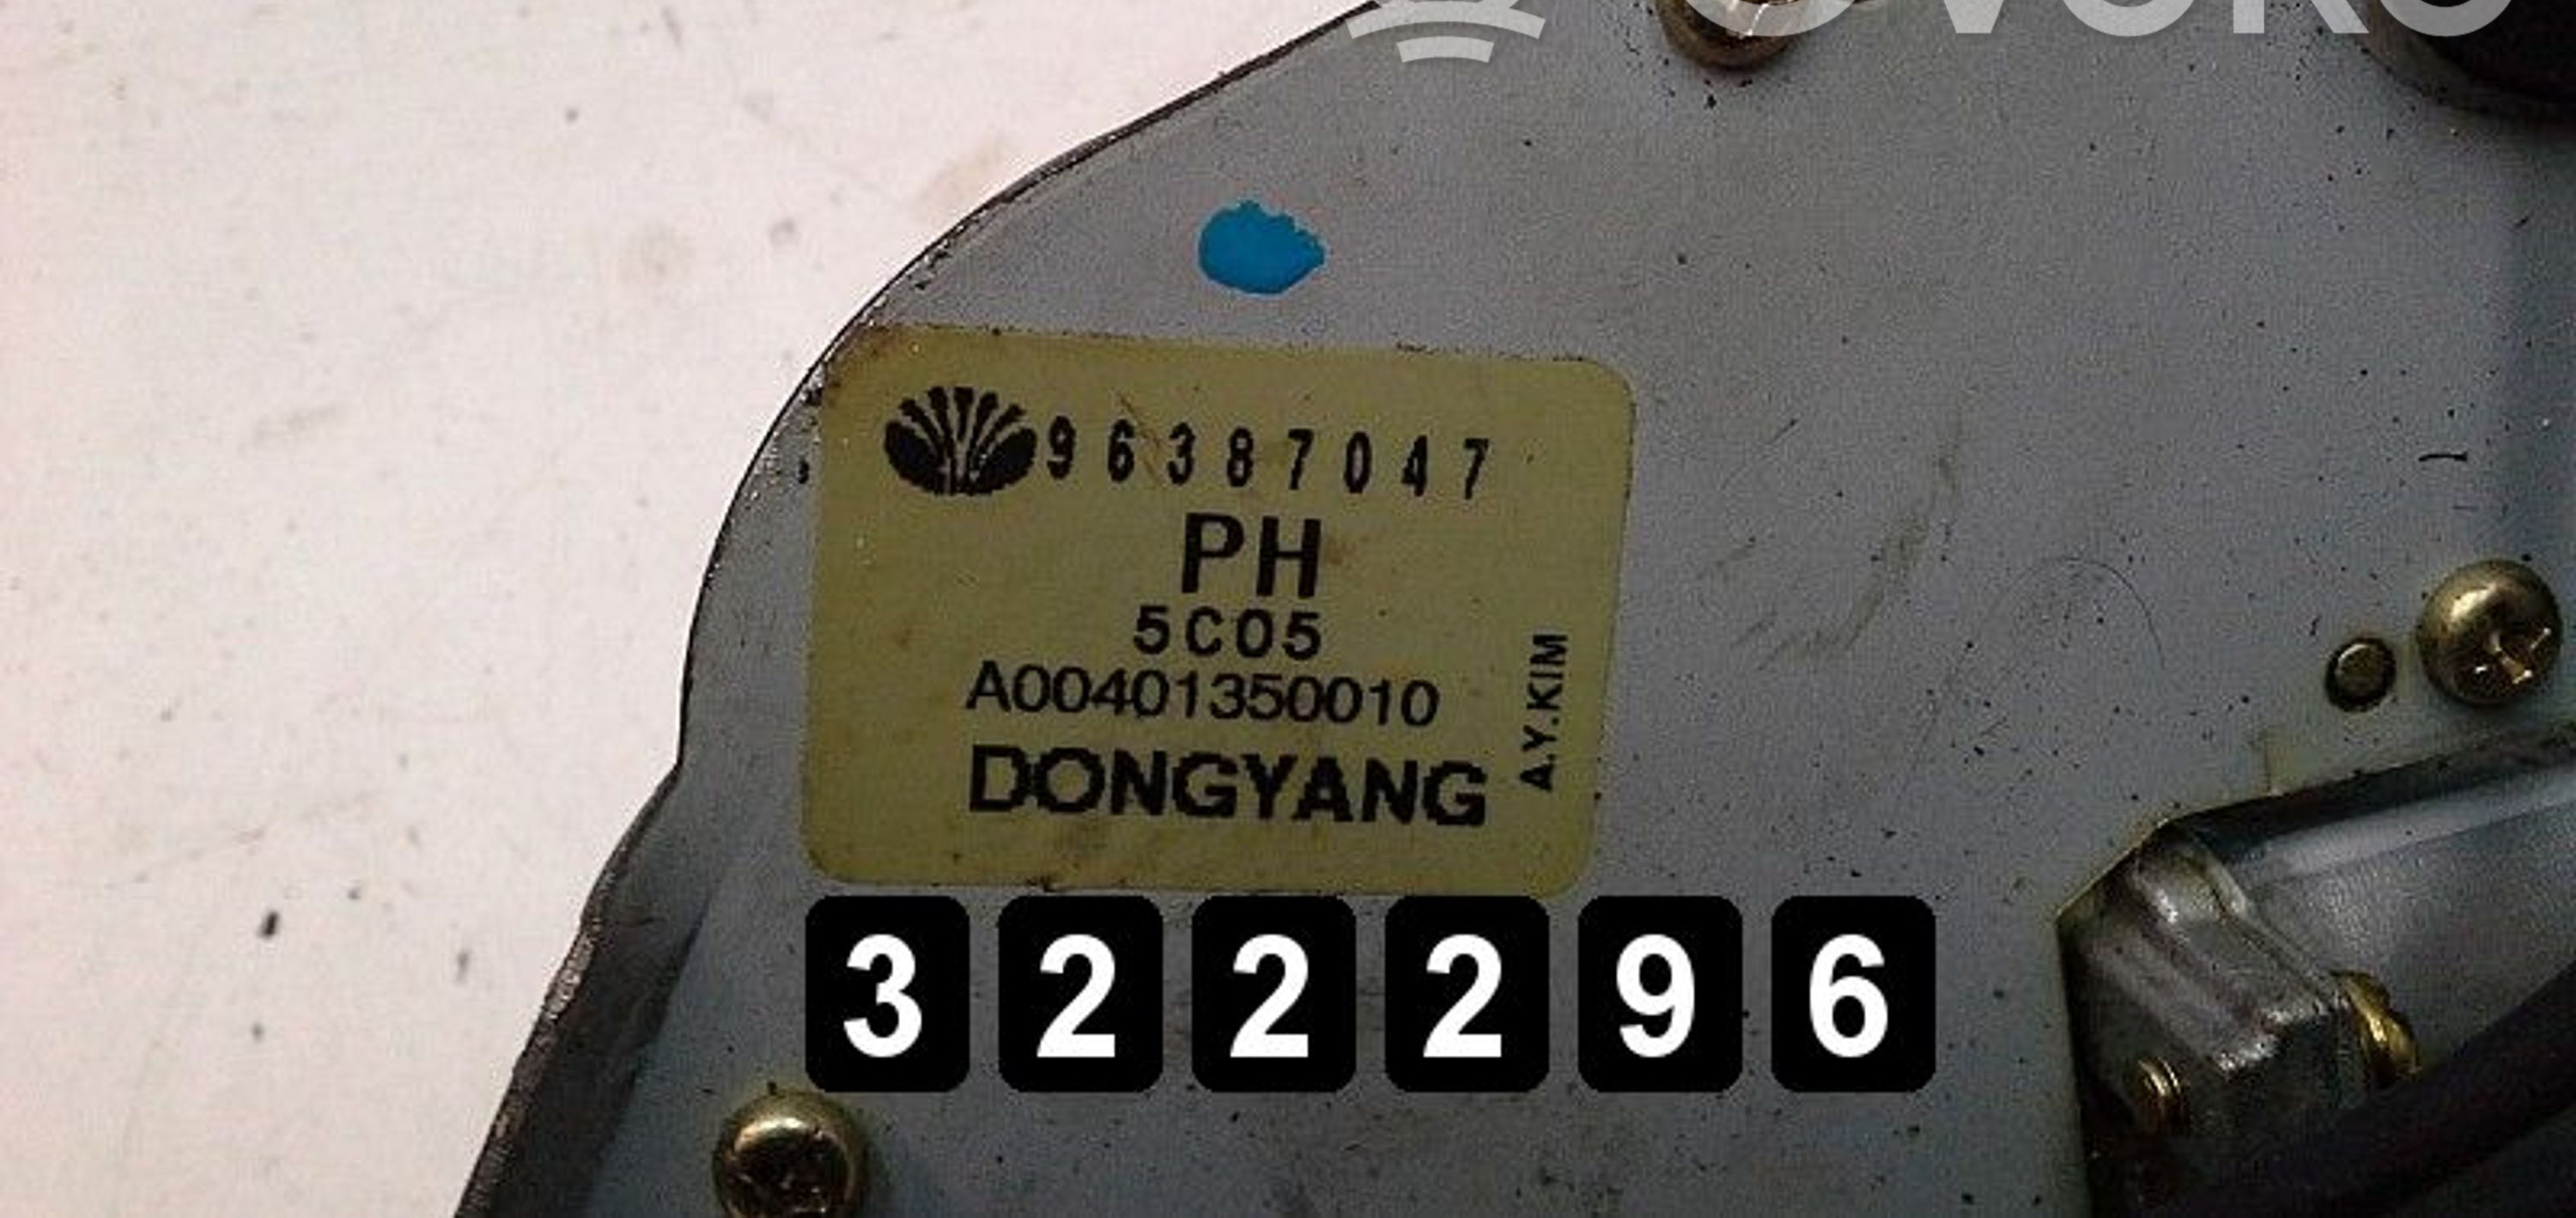 96387047
PH
5C05
A00401350010
DONGYANG
A.Y.KIM
322296